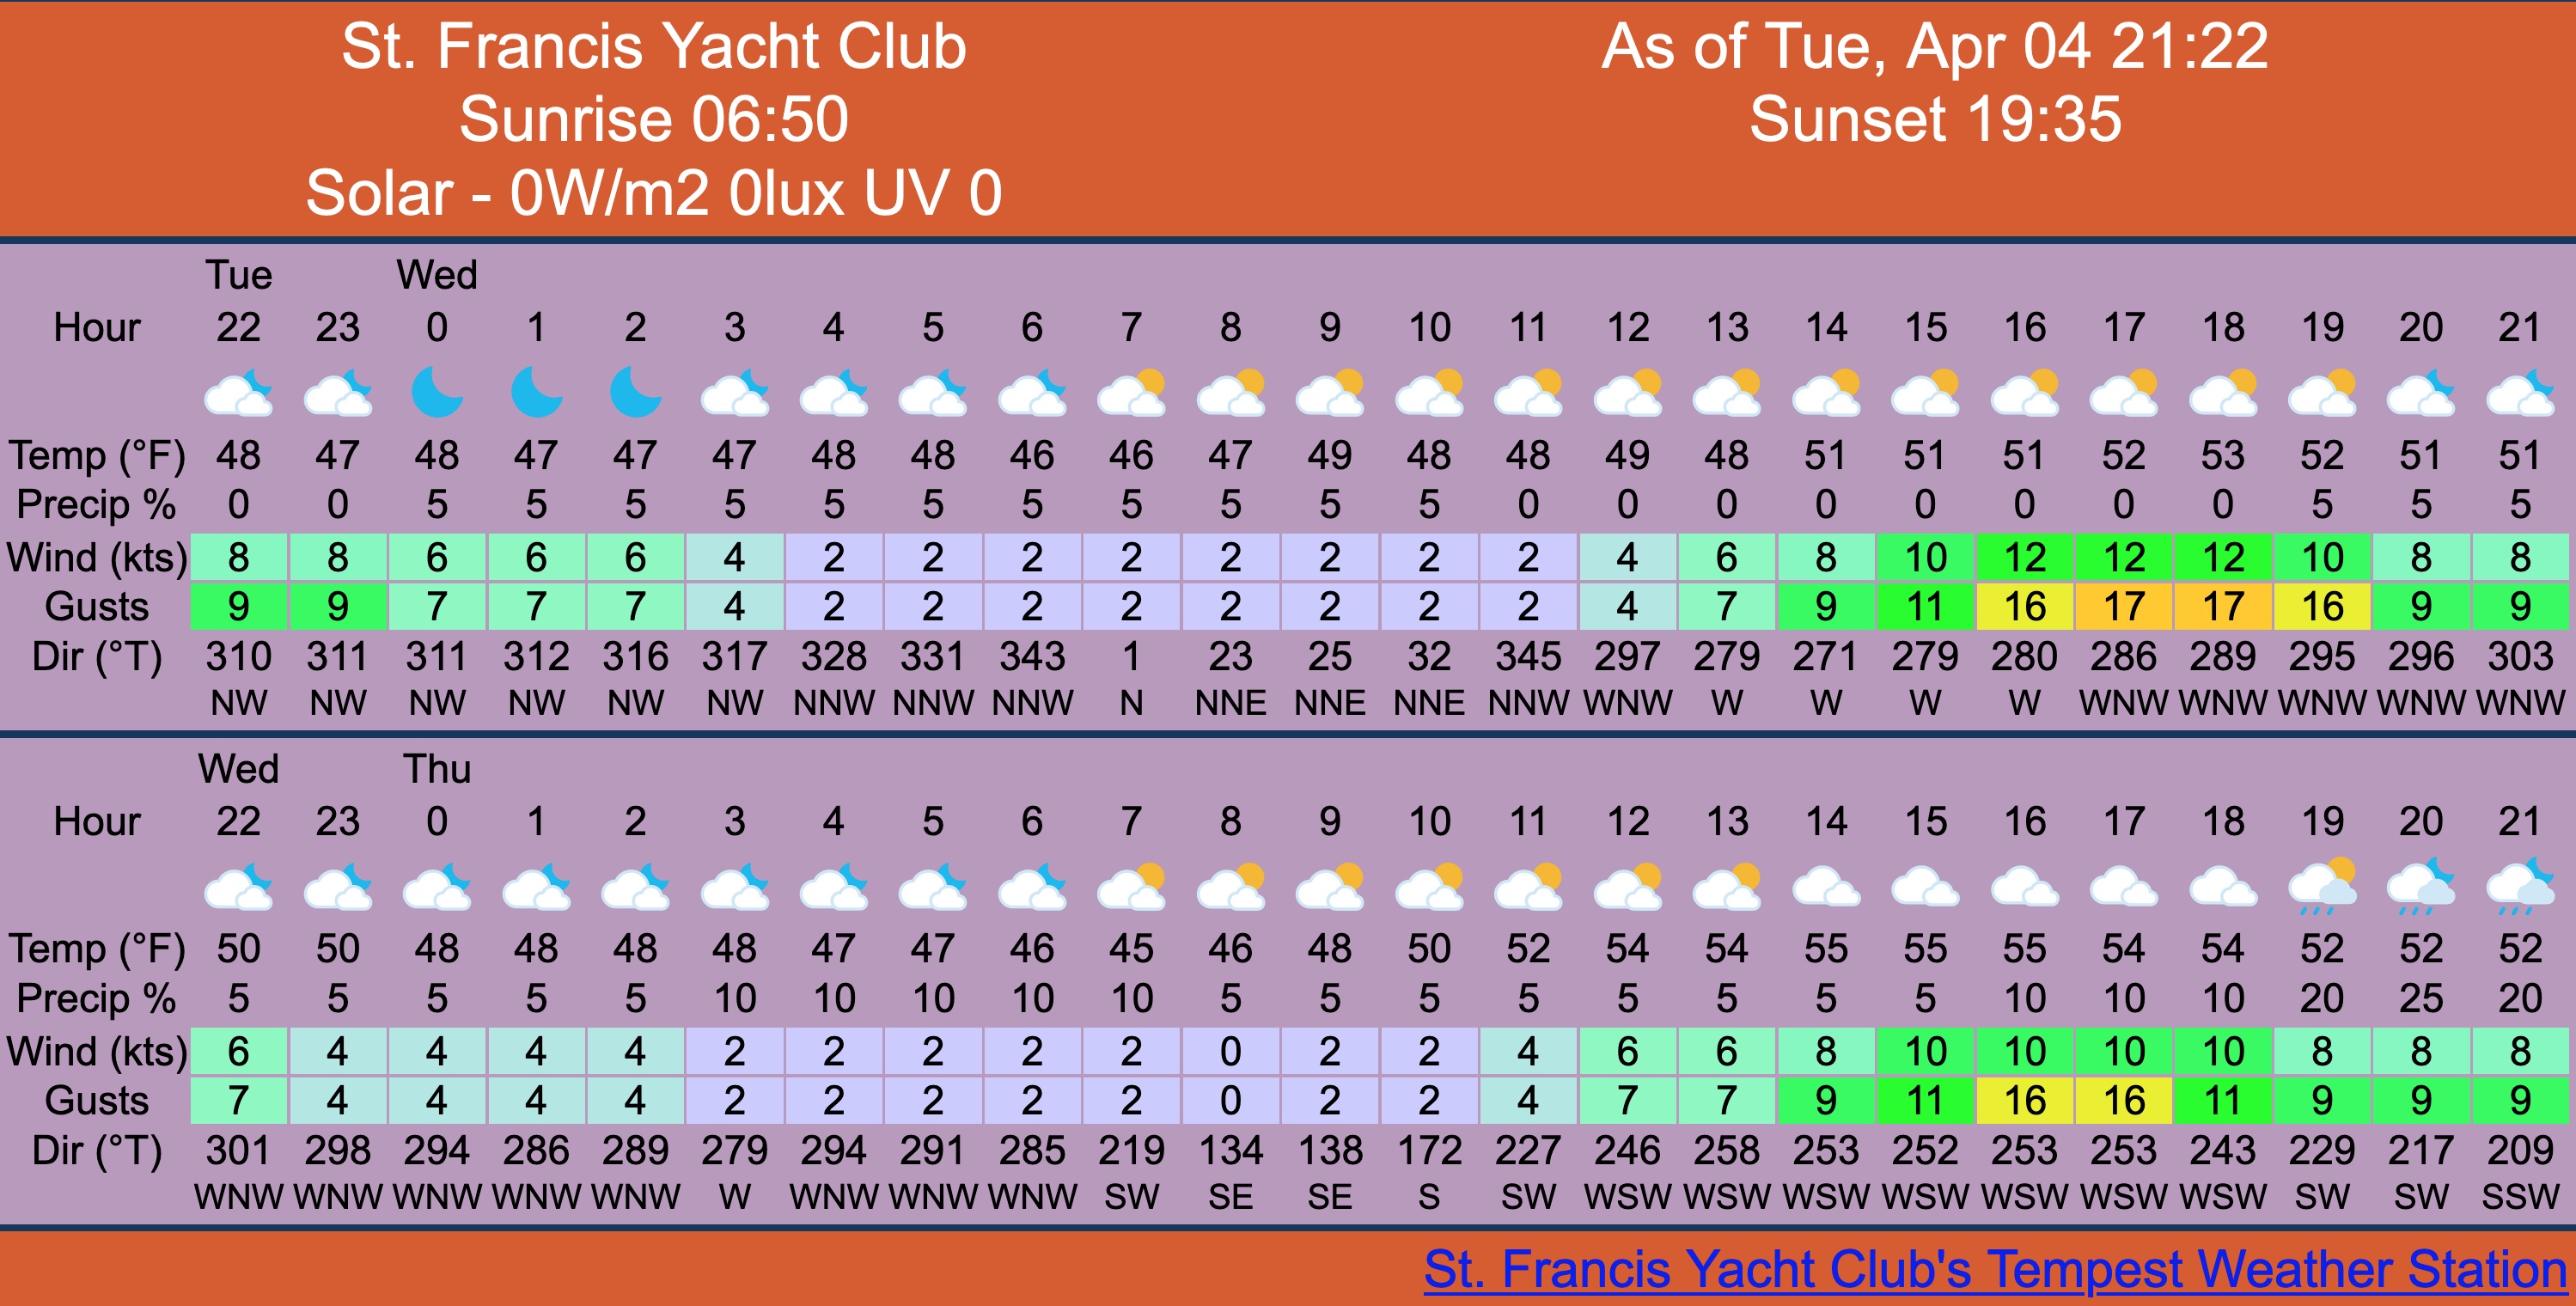 St. Francis Yacht Club
Sunrise 06:50
Solar - 0W/m2 0lux UV 0
As of Tue, Apr 04 21:22
Sunset 19:35
Tue Wed
Hour 22 23 0 1 2 3 4 5 6 7 8 9 10 11 12 13 14 15 16 17 18 19 20 21
Temp (°F) 48 47 48 47 47 47 48 48 46 46 47 49 48 48 49 48 51 51 51 52 53 52 51 51
Precip % 0 0 5 5 5 5 5 5 5 5 5 5 5 0 0 0 0 0 0 0 0 5 5 5
Wind (kts) 8 8 6 6 6 4 2 2 2 2 2 2 2 2 4 6 8 10 12 12 12 10 8 8
Gusts 9 9 7 7 7 4 2 2 2 2 2 2 2 2 4 7 9 11 16 17 17 16 9 9
Dir (°T) 310 311 311 312 316 317 328 331 343 1 23 25 32 345 297 279 271 279 280 286 289 295 296 303
NW NW NW NW NW NW NNW NNW NNW N NNE NNE NNE NNW WNW W W W W WNW WNW WNW WNW WNW
Wed Thu
Hour 22 23 0 1 2 3 4 5 6 7 8 9 10 11 12 13 14 15 16 17 18 19 20 21
Temp (°F) 50 50 48 48 48 48 47 47 46 45 46 48 50 52 54 54 55 55 55 54 54 52 52 52
Precip % 5 5 5 5 5 10 10 10 10 10 5 5 5 5 5 5 5 5 10 10 10 20 25 20
Wind (kts) 6 4 4 4 4 2 2 2 2 2 0 2 2 4 6 6 8 10 10 10 10 8 8 8
Gusts 7 4 4 4 4 2 2 2 2 2 0 2 2 4 7 7 9 11 16 16 11 9 9 9
Dir (°T) 301 298 294 286 289 279 294 291 285 219 134 138 172 227 246 258 253 252 253 253 243 229 217 209
WNW WNW WNW WNW WNW W WNW WNW WNW SW SE SE S SW WSW WSW WSW WSW WSW WSW WSW SW SW SSW
St. Francis Yacht Club's Tempest Weather Station